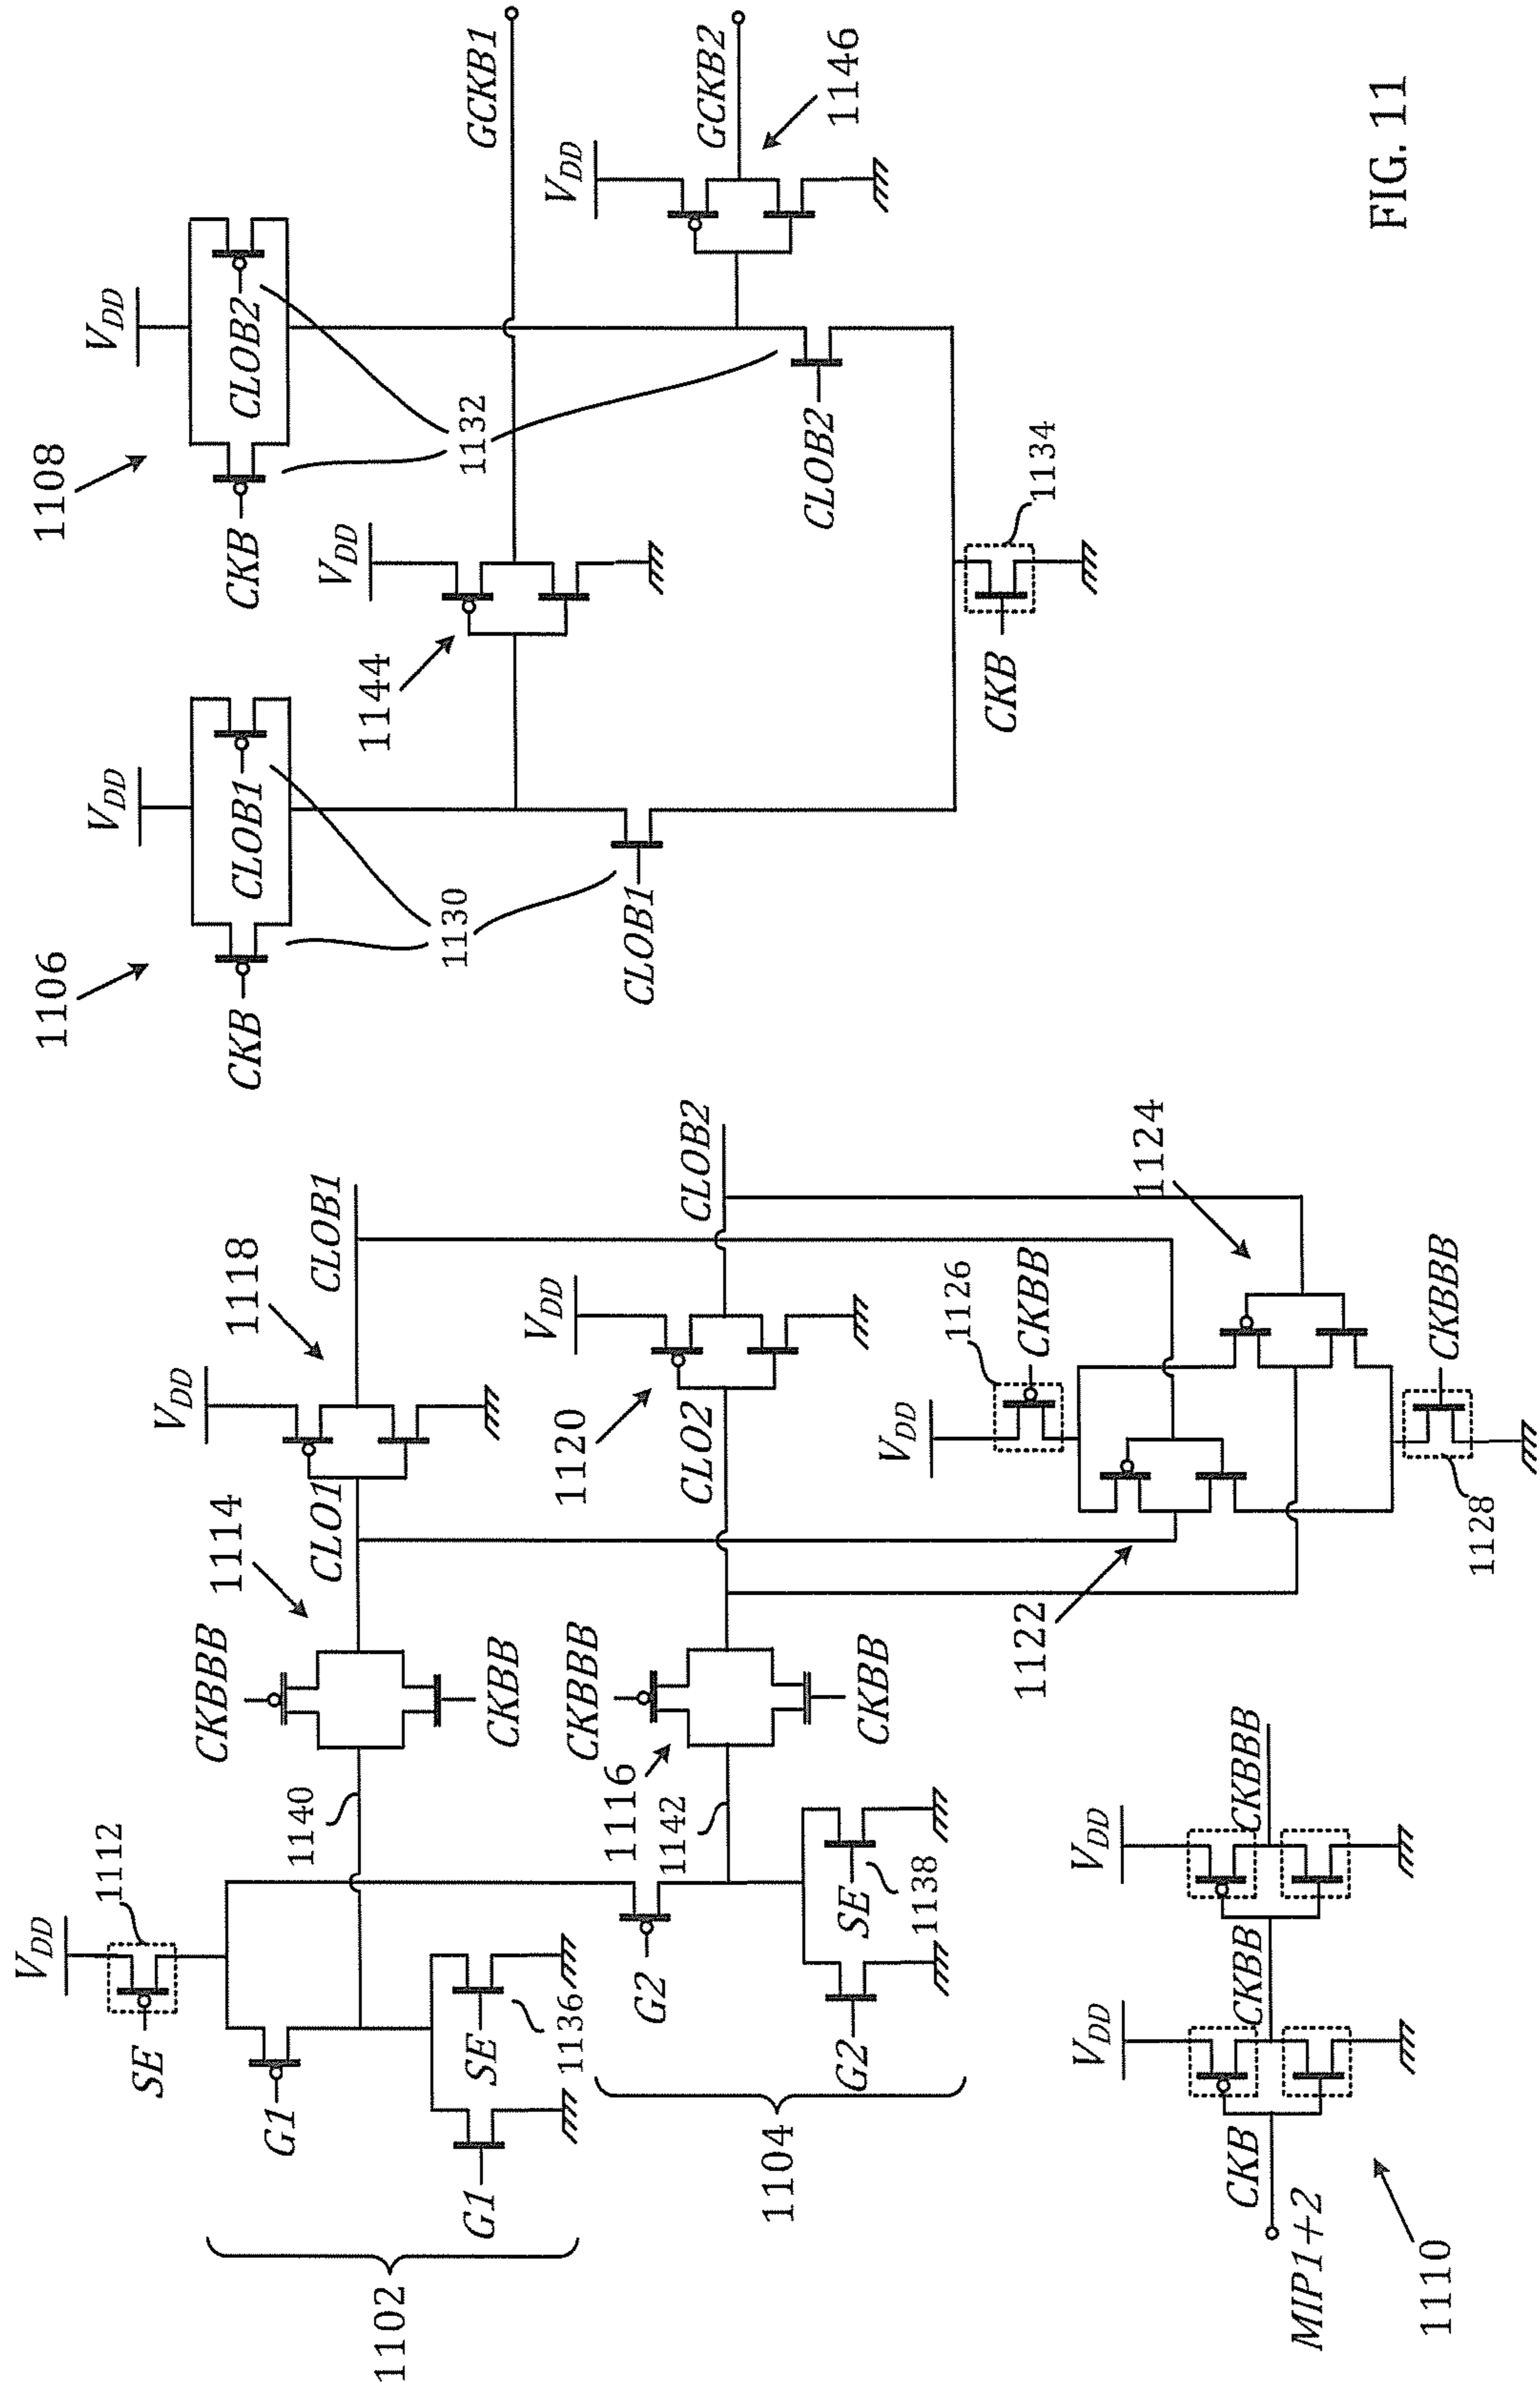 1102
G1
G1
SE
V_DD
1112
SE
1136
1140
1104
G2
G2
SE
1138
1142
1116
CKBBB
CKBB
1114
CKBBB
CKBB
CLO1
V_DD
1118
CLOB1
CLO2
1120
V_DD
CLOB2
1122
V_DD
1126
CKBB
1124
1128
CKBBB
1110
MIP1+2
CKB
V_DD
CKBB
V_DD
CKBBB
1106
CKB
V_DD
CLOB1
1130
CLOB1
1144
V_DD
GCKB1
1108
CKB
V_DD
CLOB2
1132
CLOB2
V_DD
GCKB2
1146
CKB
1134
FIG. 11